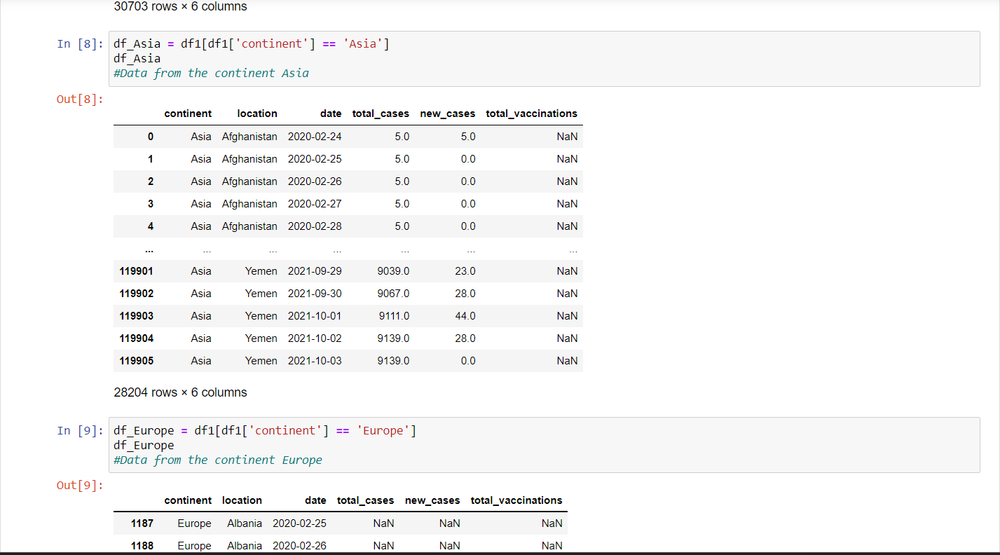 30703 rows × 6 columns
In [8]: df_Asia = df1[df1['continent'] == 'Asia']
df_Asia
#Data from the continent Asia
Out[8]:
continent location date total_cases new_cases total_vaccinations
0 Asia Afghanistan 2020-02-24 5.0 5.0 NaN
1 Asia Afghanistan 2020-02-25 5.0 0.0 NaN
2 Asia Afghanistan 2020-02-26 5.0 0.0 NaN
3 Asia Afghanistan 2020-02-27 5.0 0.0 NaN
4 Asia Afghanistan 2020-02-28 5.0 0.0 NaN
... ... ... ... ... ... ...
119901 Asia Yemen 2021-09-29 9039.0 23.0 NaN
119902 Asia Yemen 2021-09-30 9067.0 28.0 NaN
119903 Asia Yemen 2021-10-01 9111.0 44.0 NaN
119904 Asia Yemen 2021-10-02 9139.0 28.0 NaN
119905 Asia Yemen 2021-10-03 9139.0 0.0 NaN
28204 rows × 6 columns
In [9]: df_Europe = df1[df1['continent'] == 'Europe']
df_Europe
#Data from the continent Europe
Out[9]:
continent location date total_cases new_cases total_vaccinations
1187 Europe Albania 2020-02-25 NaN NaN NaN
1188 Europe Albania 2020-02-26 NaN NaN NaN